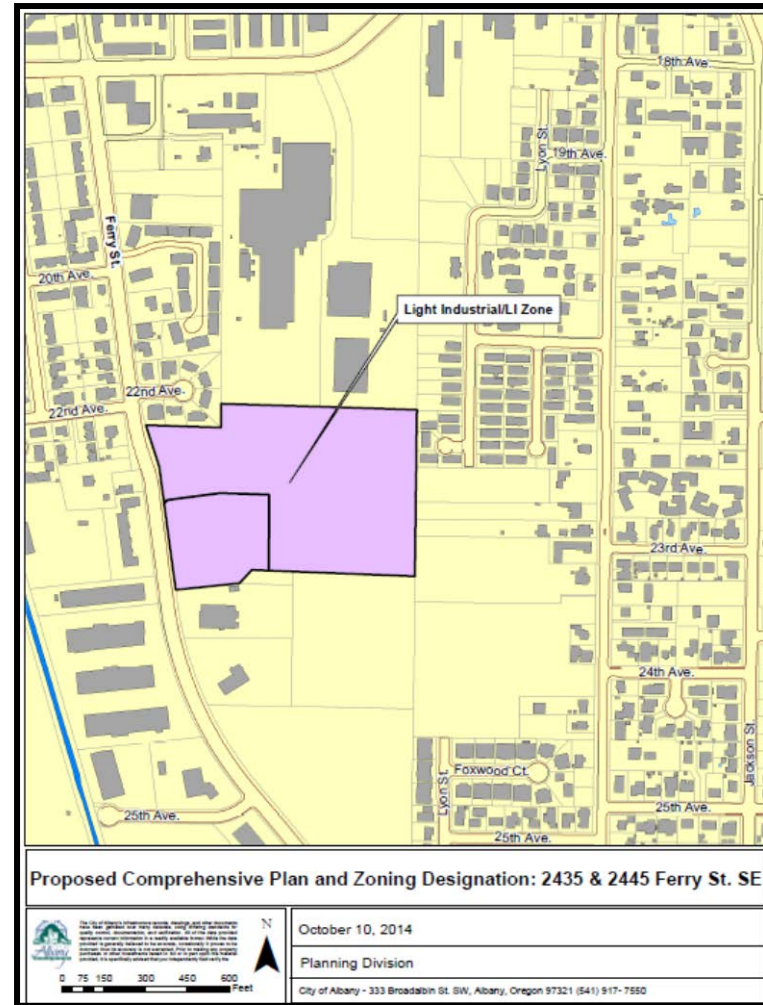 18th Ave.
Lyon St.
19th Ave.
Ferry St.
20th Ave.
Light Industrial/LI Zone
22nd Ave.
22nd Ave.
23rd Ave.
24th Ave.
Jackson St.
Lyon St.
Foxwood Ct.
25th Ave.
25th Ave.
25th Ave.
Proposed Comprehensive Plan and Zoning Designation: 2435 & 2445 Ferry St. SE
Albany
N
0 75 150 300 450 600
Feet
October 10, 2014
Planning Division
City of Albany - 333 Broadalbin St. SW, Albany, Oregon 97321 (541) 917- 7550